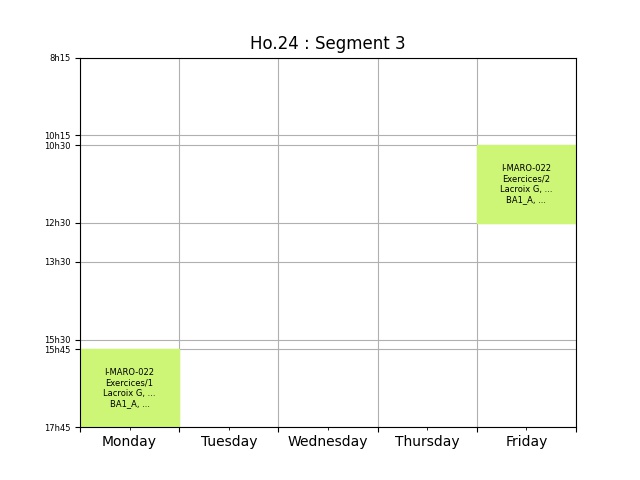 Ho.24 : Segment 3
8h15
10h15
10h30
I-MARO-022
Exercices/2
Lacroix G, ...
BA1_A, ...
12h30
13h30
15h30
15h45
I-MARO-022
Exercices/1
Lacroix G, ...
BA1_A, ...
17h45
Monday Tuesday Wednesday Thursday Friday